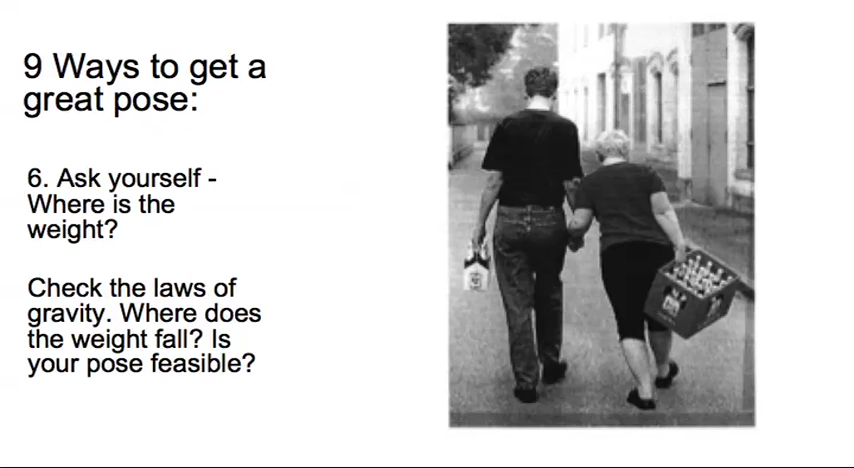 9 Ways to get a
great pose:
6. Ask yourself -
Where is the
weight?
Check the laws of
gravity. Where does
the weight fall? Is
your pose feasible?